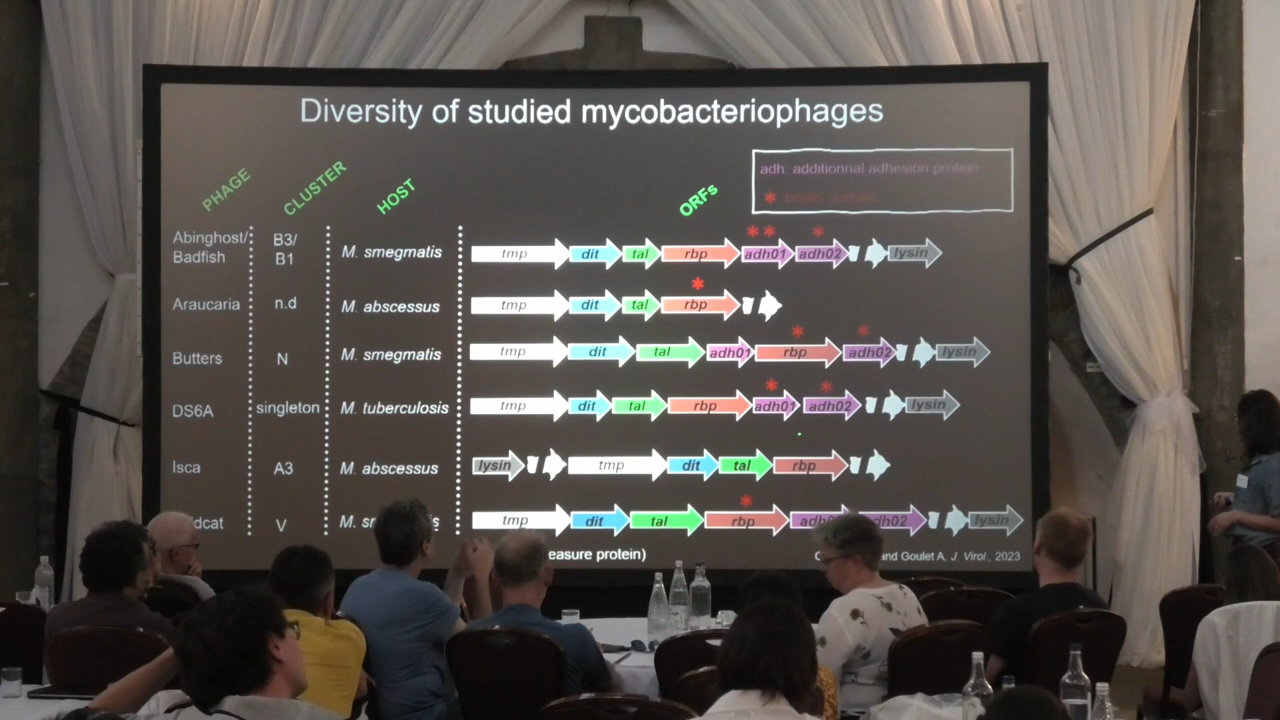 Diversity of studied mycobacteriophages
PHAGE CLUSTER HOST ORFs
adh: additionnal adhesion protein
*
Abinghost/ Badfish B3/ B1 M. smegmatis tmp dit tal rbp adh01 adh02 lysin
Araucaria n.d M. abscessus tmp dit tal rbp
Butters N M. smegmatis tmp dit tal adh01 rbp adh02 lysin
DS6A singleton M. tuberculosis tmp dit tal rbp adh01 adh02 lysin
Isca A3 M. abscessus lysin tmp dit tal rbp
dcat V M. tmp dit tal rbp dh02 lysin
easure protein) and Goulet A, J. Virol., 2023